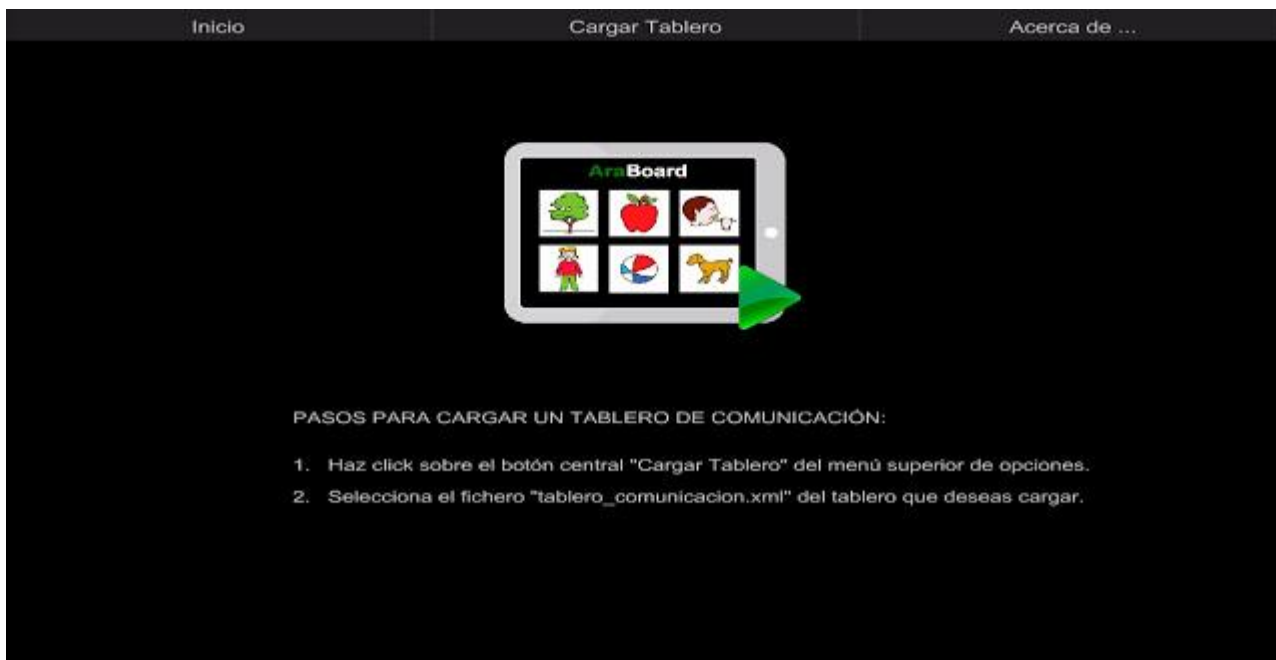 Inicio
Cargar Tablero
Acerca de ...
AraBoard
PASOS PARA CARGAR UN TABLERO DE COMUNICACIÓN:
1. Haz click sobre el botón central "Cargar Tablero" del menú superior de opciones.
2. Selecciona el fichero "tablero_comunicacion.xml" del tablero que deseas cargar.